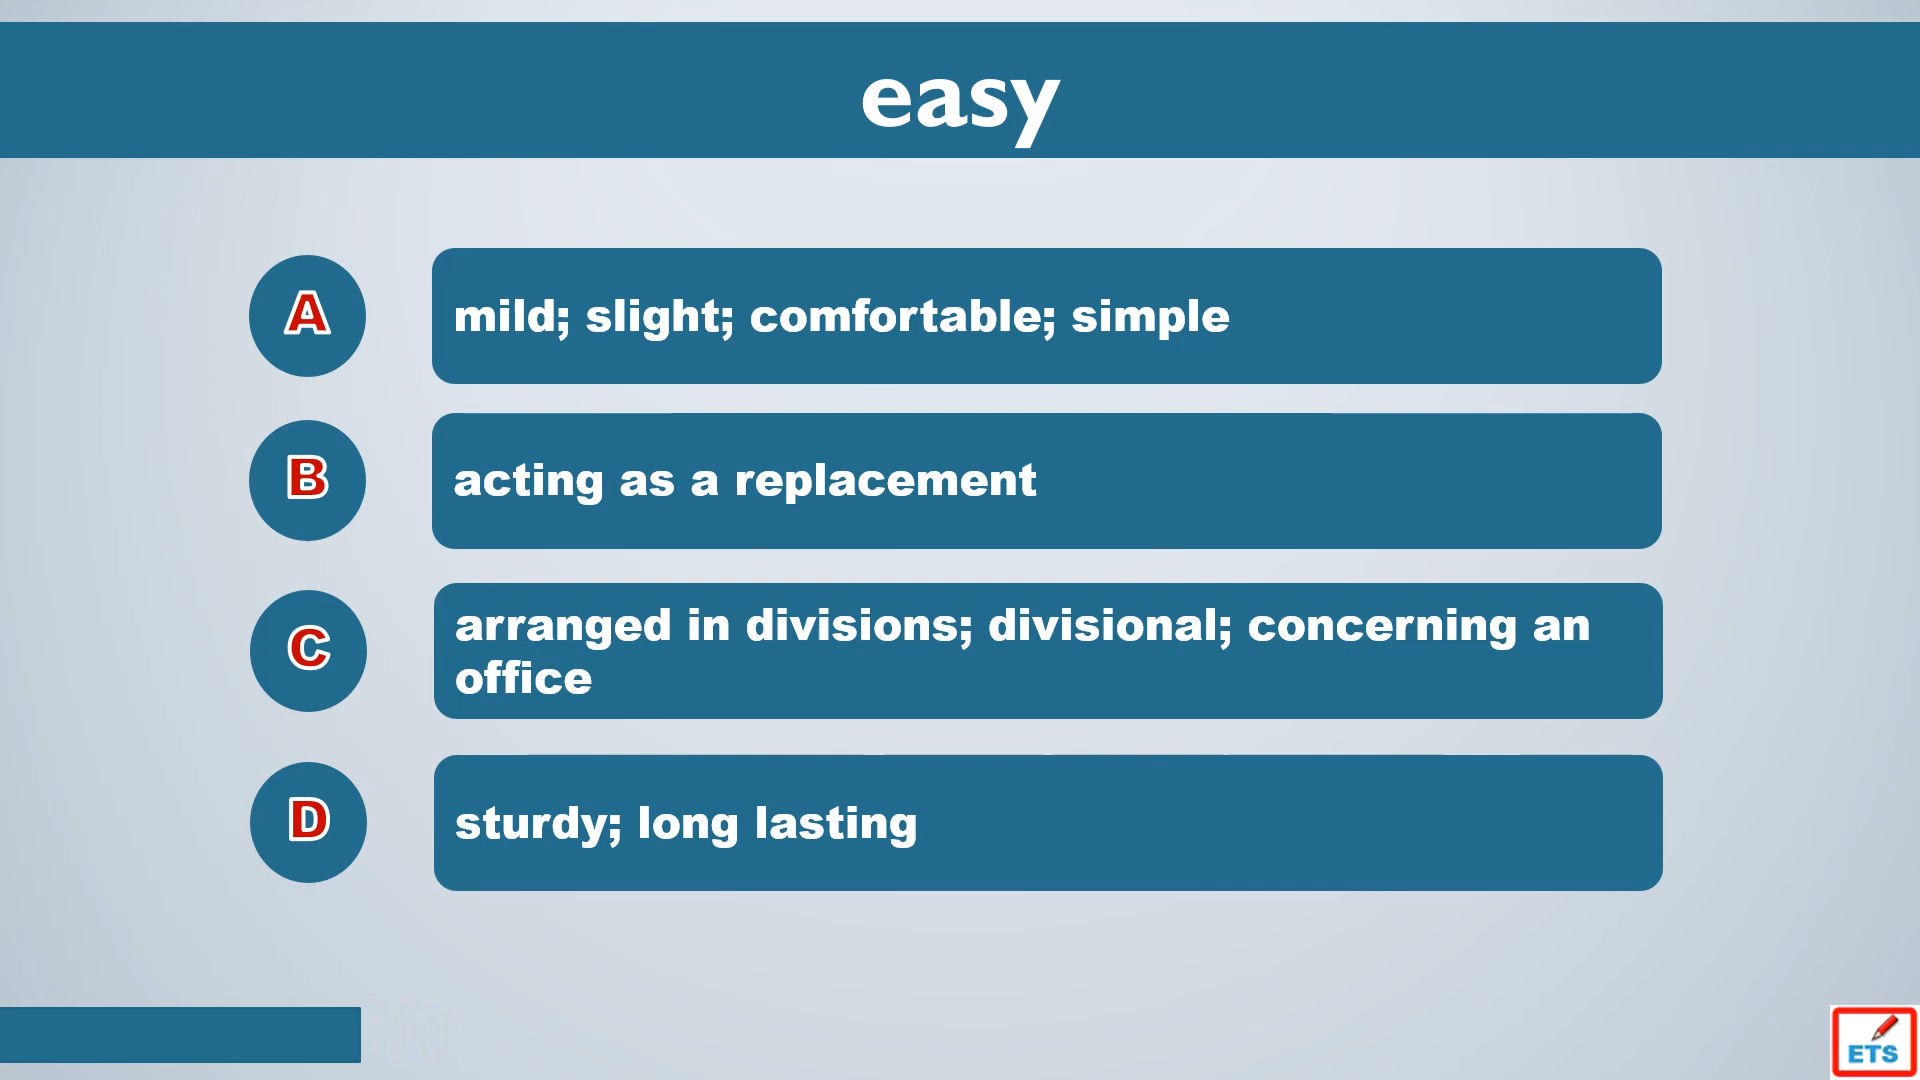 easy
A
mild; slight; comfortable; simple
B
acting as a replacement
C
arranged in divisions; divisional; concerning an
office
D
sturdy; long lasting
ETS